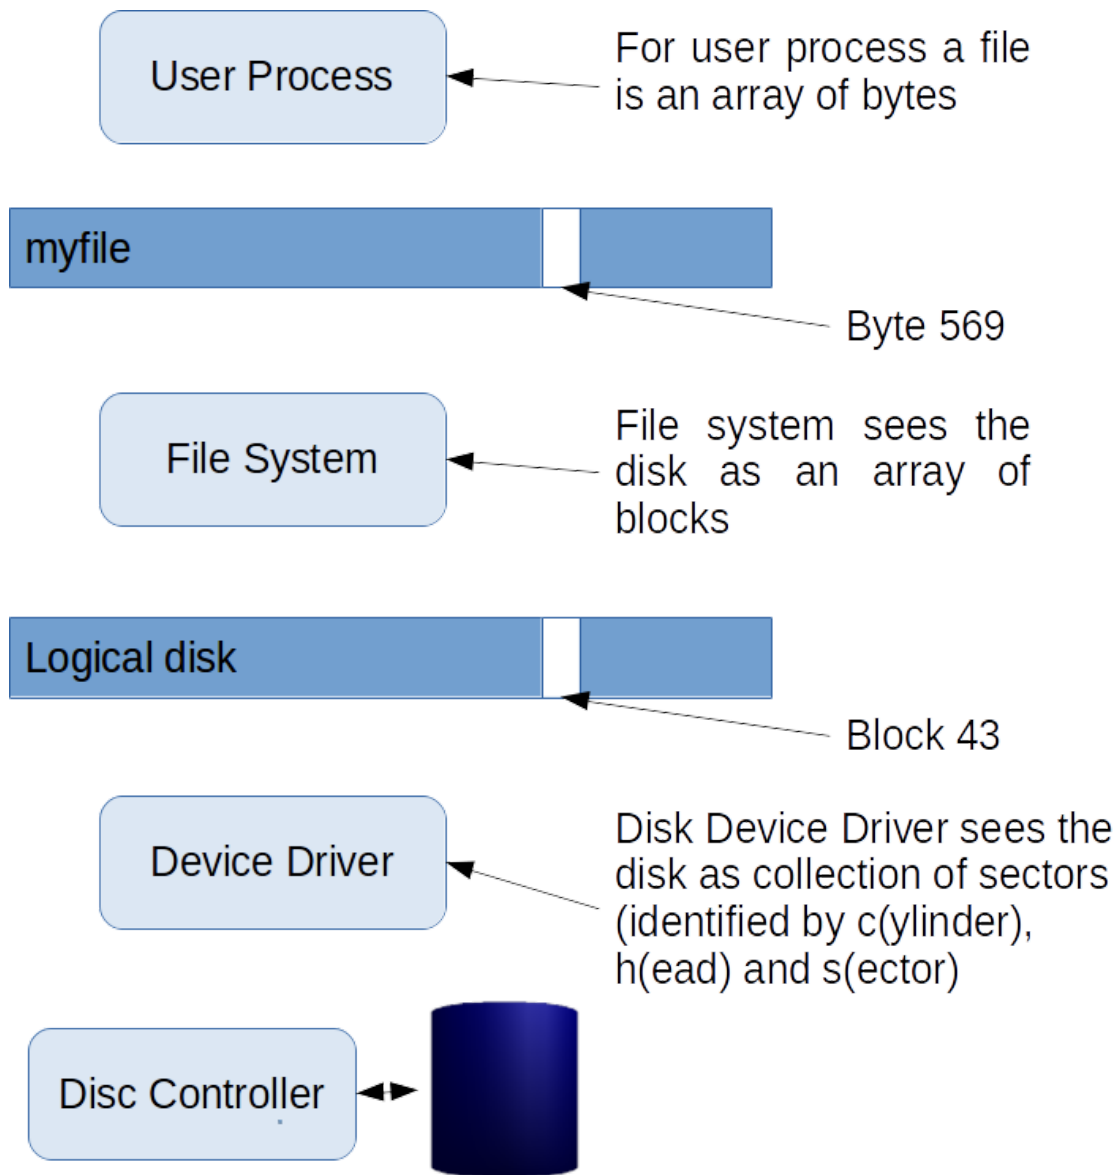 User Process
For user process a file
is an array of bytes
myfile
Byte 569
File System
File system sees the
disk as an array of
blocks
Logical disk
Block 43
Device Driver
Disk Device Driver sees the
disk as collection of sectors
(identified by c(ylinder),
h(ead) and s(ector)
Disc Controller